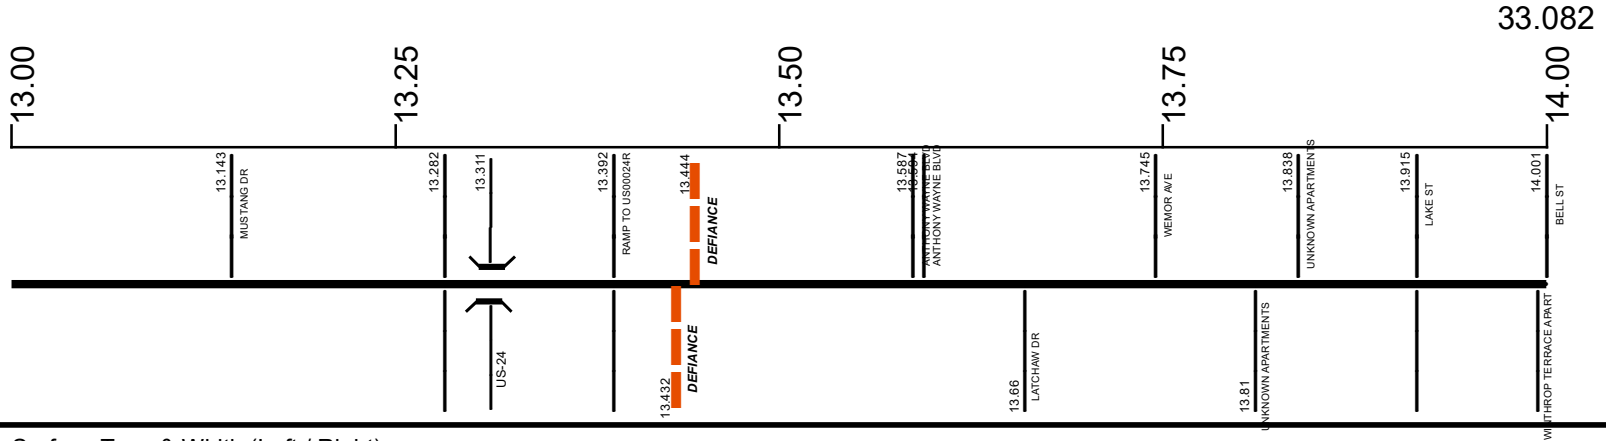 33.082
13.00
13.25
13.50
13.75
14.00
13.143
MUSTANG DR
13.282
13.311
13.392
RAMP TO US00024R
13.444
DEFIANCE
13.587
ANTHONY WAYNE BLVD
ANTHONY WAYNE BLVD
13.745
WEMOR AVE
13.838
UNKNOWN APARTMENTS
13.915
LAKE ST
14.001
BELL ST
US-24
13.432
DEFIANCE
13.66
LATCHAW DR
13.81
UNKNOWN APARTMENTS
WINTHROP TERRACE APART